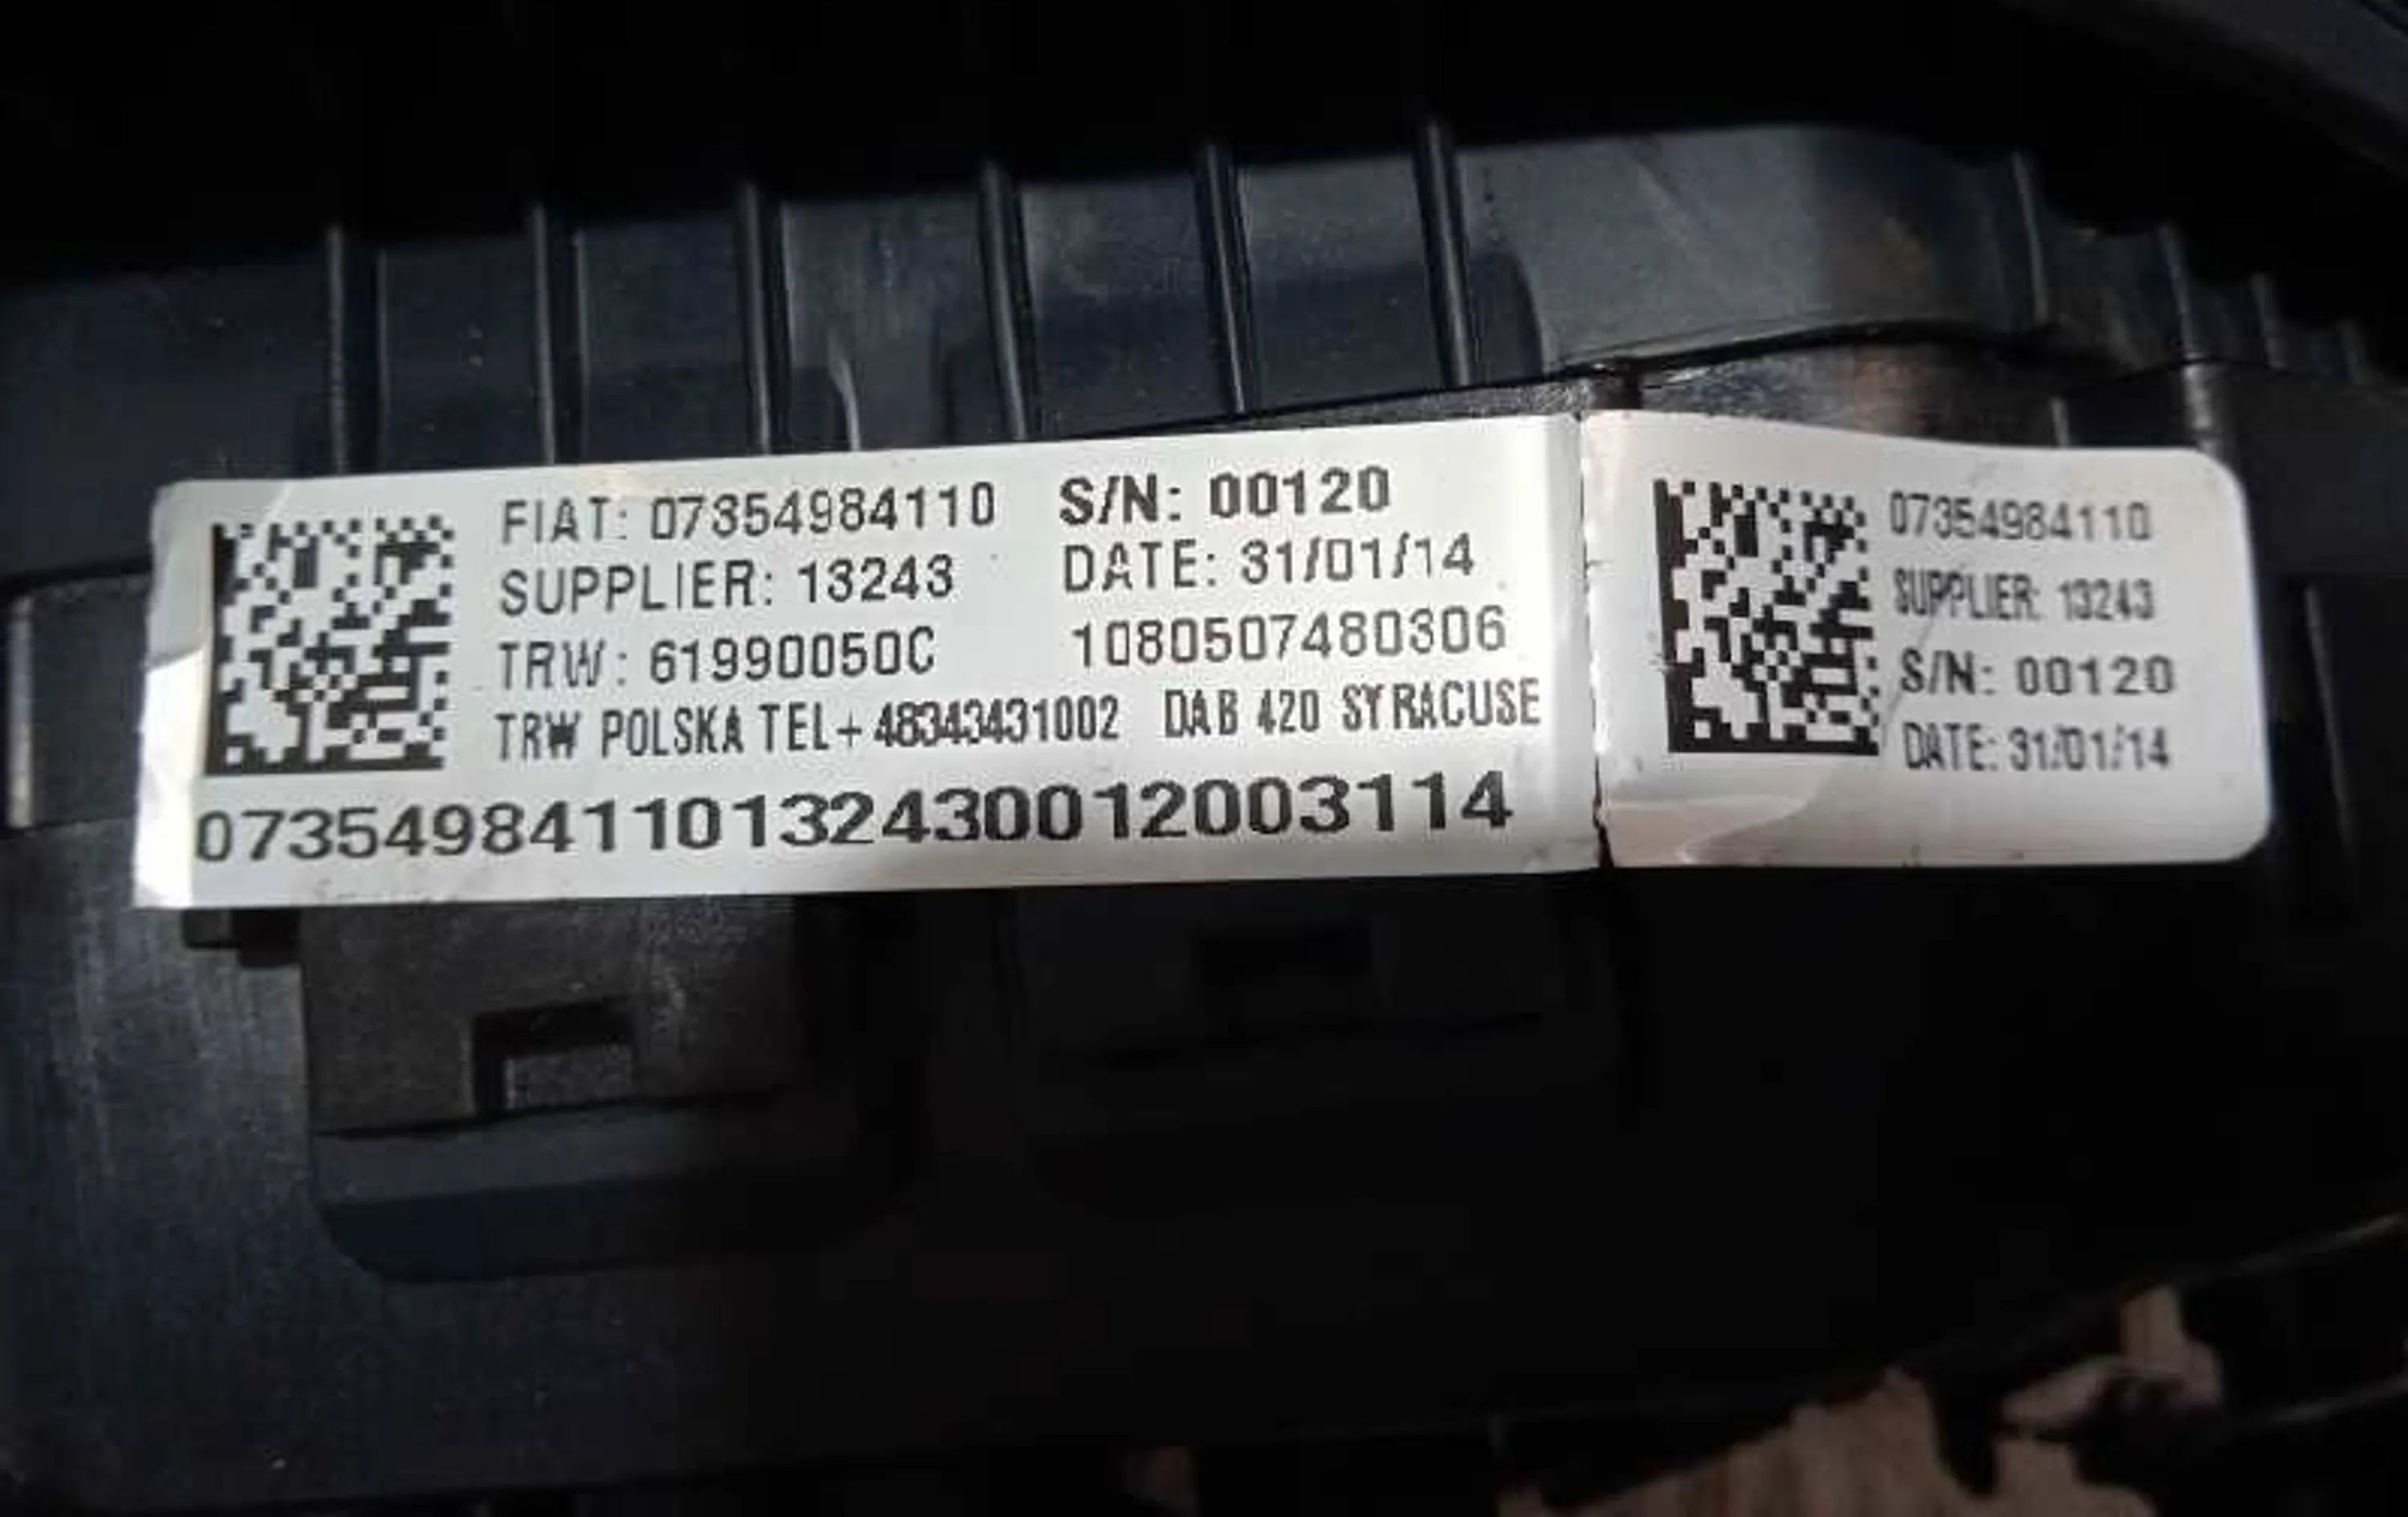 FIAT: 07354984110 S/N: 00120
SUPPLIER: 13243 DATE: 31/01/14
TRW: 61990050C 1080507480306
TRW POLSKA TEL+48343431002 DAB 420 SYRACUSE
07354984110132430012003114
07354984110
SUPPLIER: 13243
S/N: 00120
DATE: 31/01/14